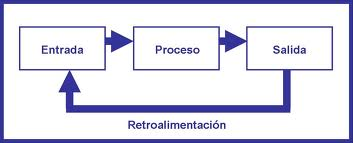 Entrada
Proceso
Salida
Retroalimentación